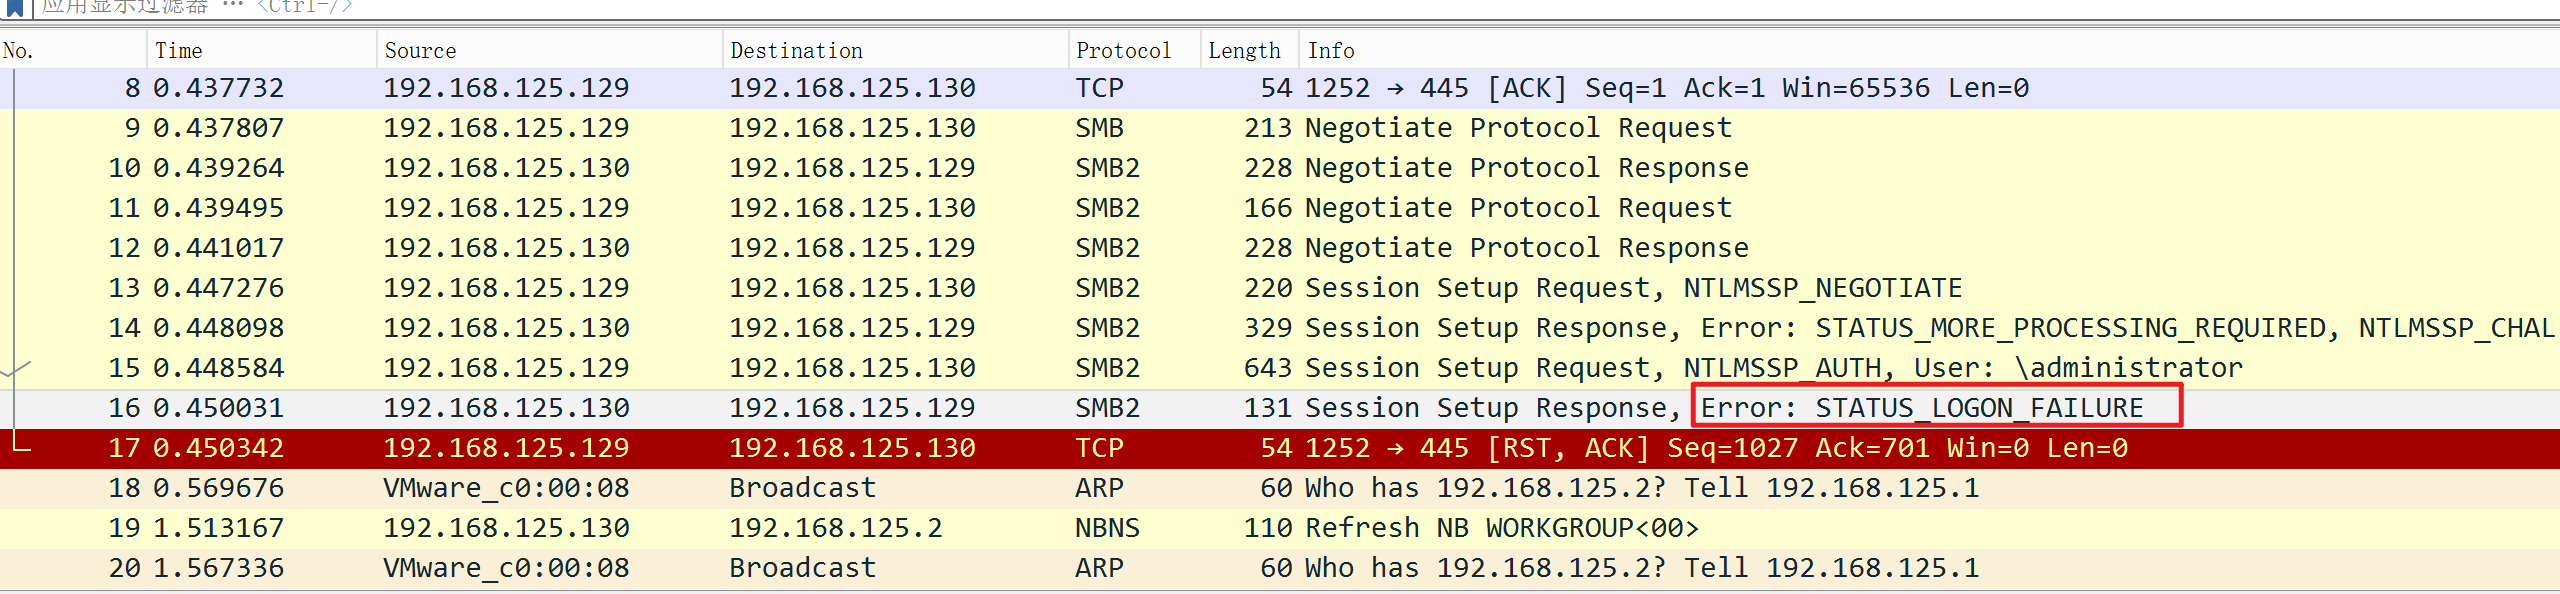 应用显示过滤器 … <Ctrl-/>
No. Time Source Destination Protocol Length Info
8 0.437732 192.168.125.129 192.168.125.130 TCP 54 1252 → 445 [ACK] Seq=1 Ack=1 Win=65536 Len=0
9 0.437807 192.168.125.129 192.168.125.130 SMB 213 Negotiate Protocol Request
10 0.439264 192.168.125.130 192.168.125.129 SMB2 228 Negotiate Protocol Response
11 0.439495 192.168.125.129 192.168.125.130 SMB2 166 Negotiate Protocol Request
12 0.441017 192.168.125.130 192.168.125.129 SMB2 228 Negotiate Protocol Response
13 0.447276 192.168.125.129 192.168.125.130 SMB2 220 Session Setup Request, NTLMSSP_NEGOTIATE
14 0.448098 192.168.125.130 192.168.125.129 SMB2 329 Session Setup Response, Error: STATUS_MORE_PROCESSING_REQUIRED, NTLMSSP_CHAL
15 0.448584 192.168.125.129 192.168.125.130 SMB2 643 Session Setup Request, NTLMSSP_AUTH, User: \administrator
16 0.450031 192.168.125.130 192.168.125.129 SMB2 131 Session Setup Response, Error: STATUS_LOGON_FAILURE
17 0.450342 192.168.125.129 192.168.125.130 TCP 54 1252 → 445 [RST, ACK] Seq=1027 Ack=701 Win=0 Len=0
18 0.569676 VMware_c0:00:08 Broadcast ARP 60 Who has 192.168.125.2? Tell 192.168.125.1
19 1.513167 192.168.125.130 192.168.125.2 NBNS 110 Refresh NB WORKGROUP<00>
20 1.567336 VMware_c0:00:08 Broadcast ARP 60 Who has 192.168.125.2? Tell 192.168.125.1